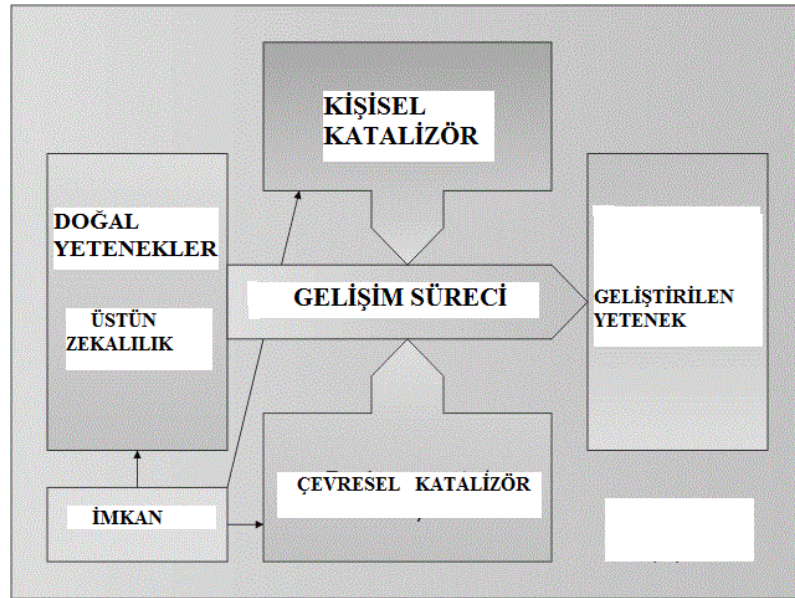 KİŞİSEL
KATALİZÖR
DOĞAL
YETENEKLER
ÜSTÜN
ZEKALILIK
GELİŞİM SÜRECİ
GELİŞTİRİLEN
YETENEK
ÇEVRESEL KATALİZÖR
İMKAN